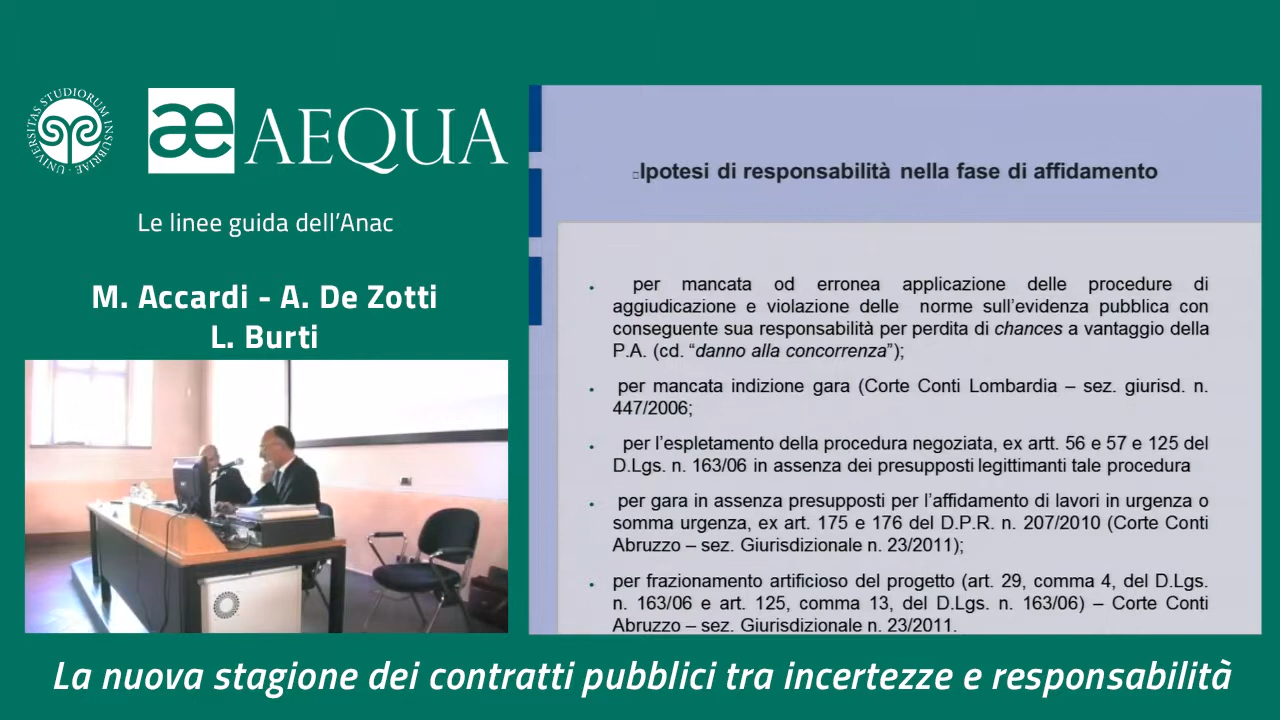 UNIVERSITAS STUDIORUM INSUBRIAE
æ AEQUA
Le linee guida dell'Anac
M. Accardi - A. De Zotti
L. Burti
Ipotesi di responsabilità nella fase di affidamento
• per mancata od erronea applicazione delle procedure di
aggiudicazione e violazione delle norme sull'evidenza pubblica con
conseguente sua responsabilità per perdita di chances a vantaggio della
P.A. (cd. “danno alla concorrenza”);
• per mancata indizione gara (Corte Conti Lombardia – sez. giurisd. n.
447/2006;
• per l'espletamento della procedura negoziata, ex artt. 56 e 57 e 125 del
D.Lgs. n. 163/06 in assenza dei presupposti legittimanti tale procedura
• per gara in assenza presupposti per l'affidamento di lavori in urgenza o
somma urgenza, ex art. 175 e 176 del D.P.R. n. 207/2010 (Corte Conti
Abruzzo – sez. Giurisdizionale n. 23/2011);
• per frazionamento artificioso del progetto (art. 29, comma 4, del D.Lgs.
n. 163/06 e art. 125, comma 13, del D.Lgs. n. 163/06) – Corte Conti
Abruzzo – sez. Giurisdizionale n. 23/2011.
La nuova stagione dei contratti pubblici tra incertezze e responsabilità